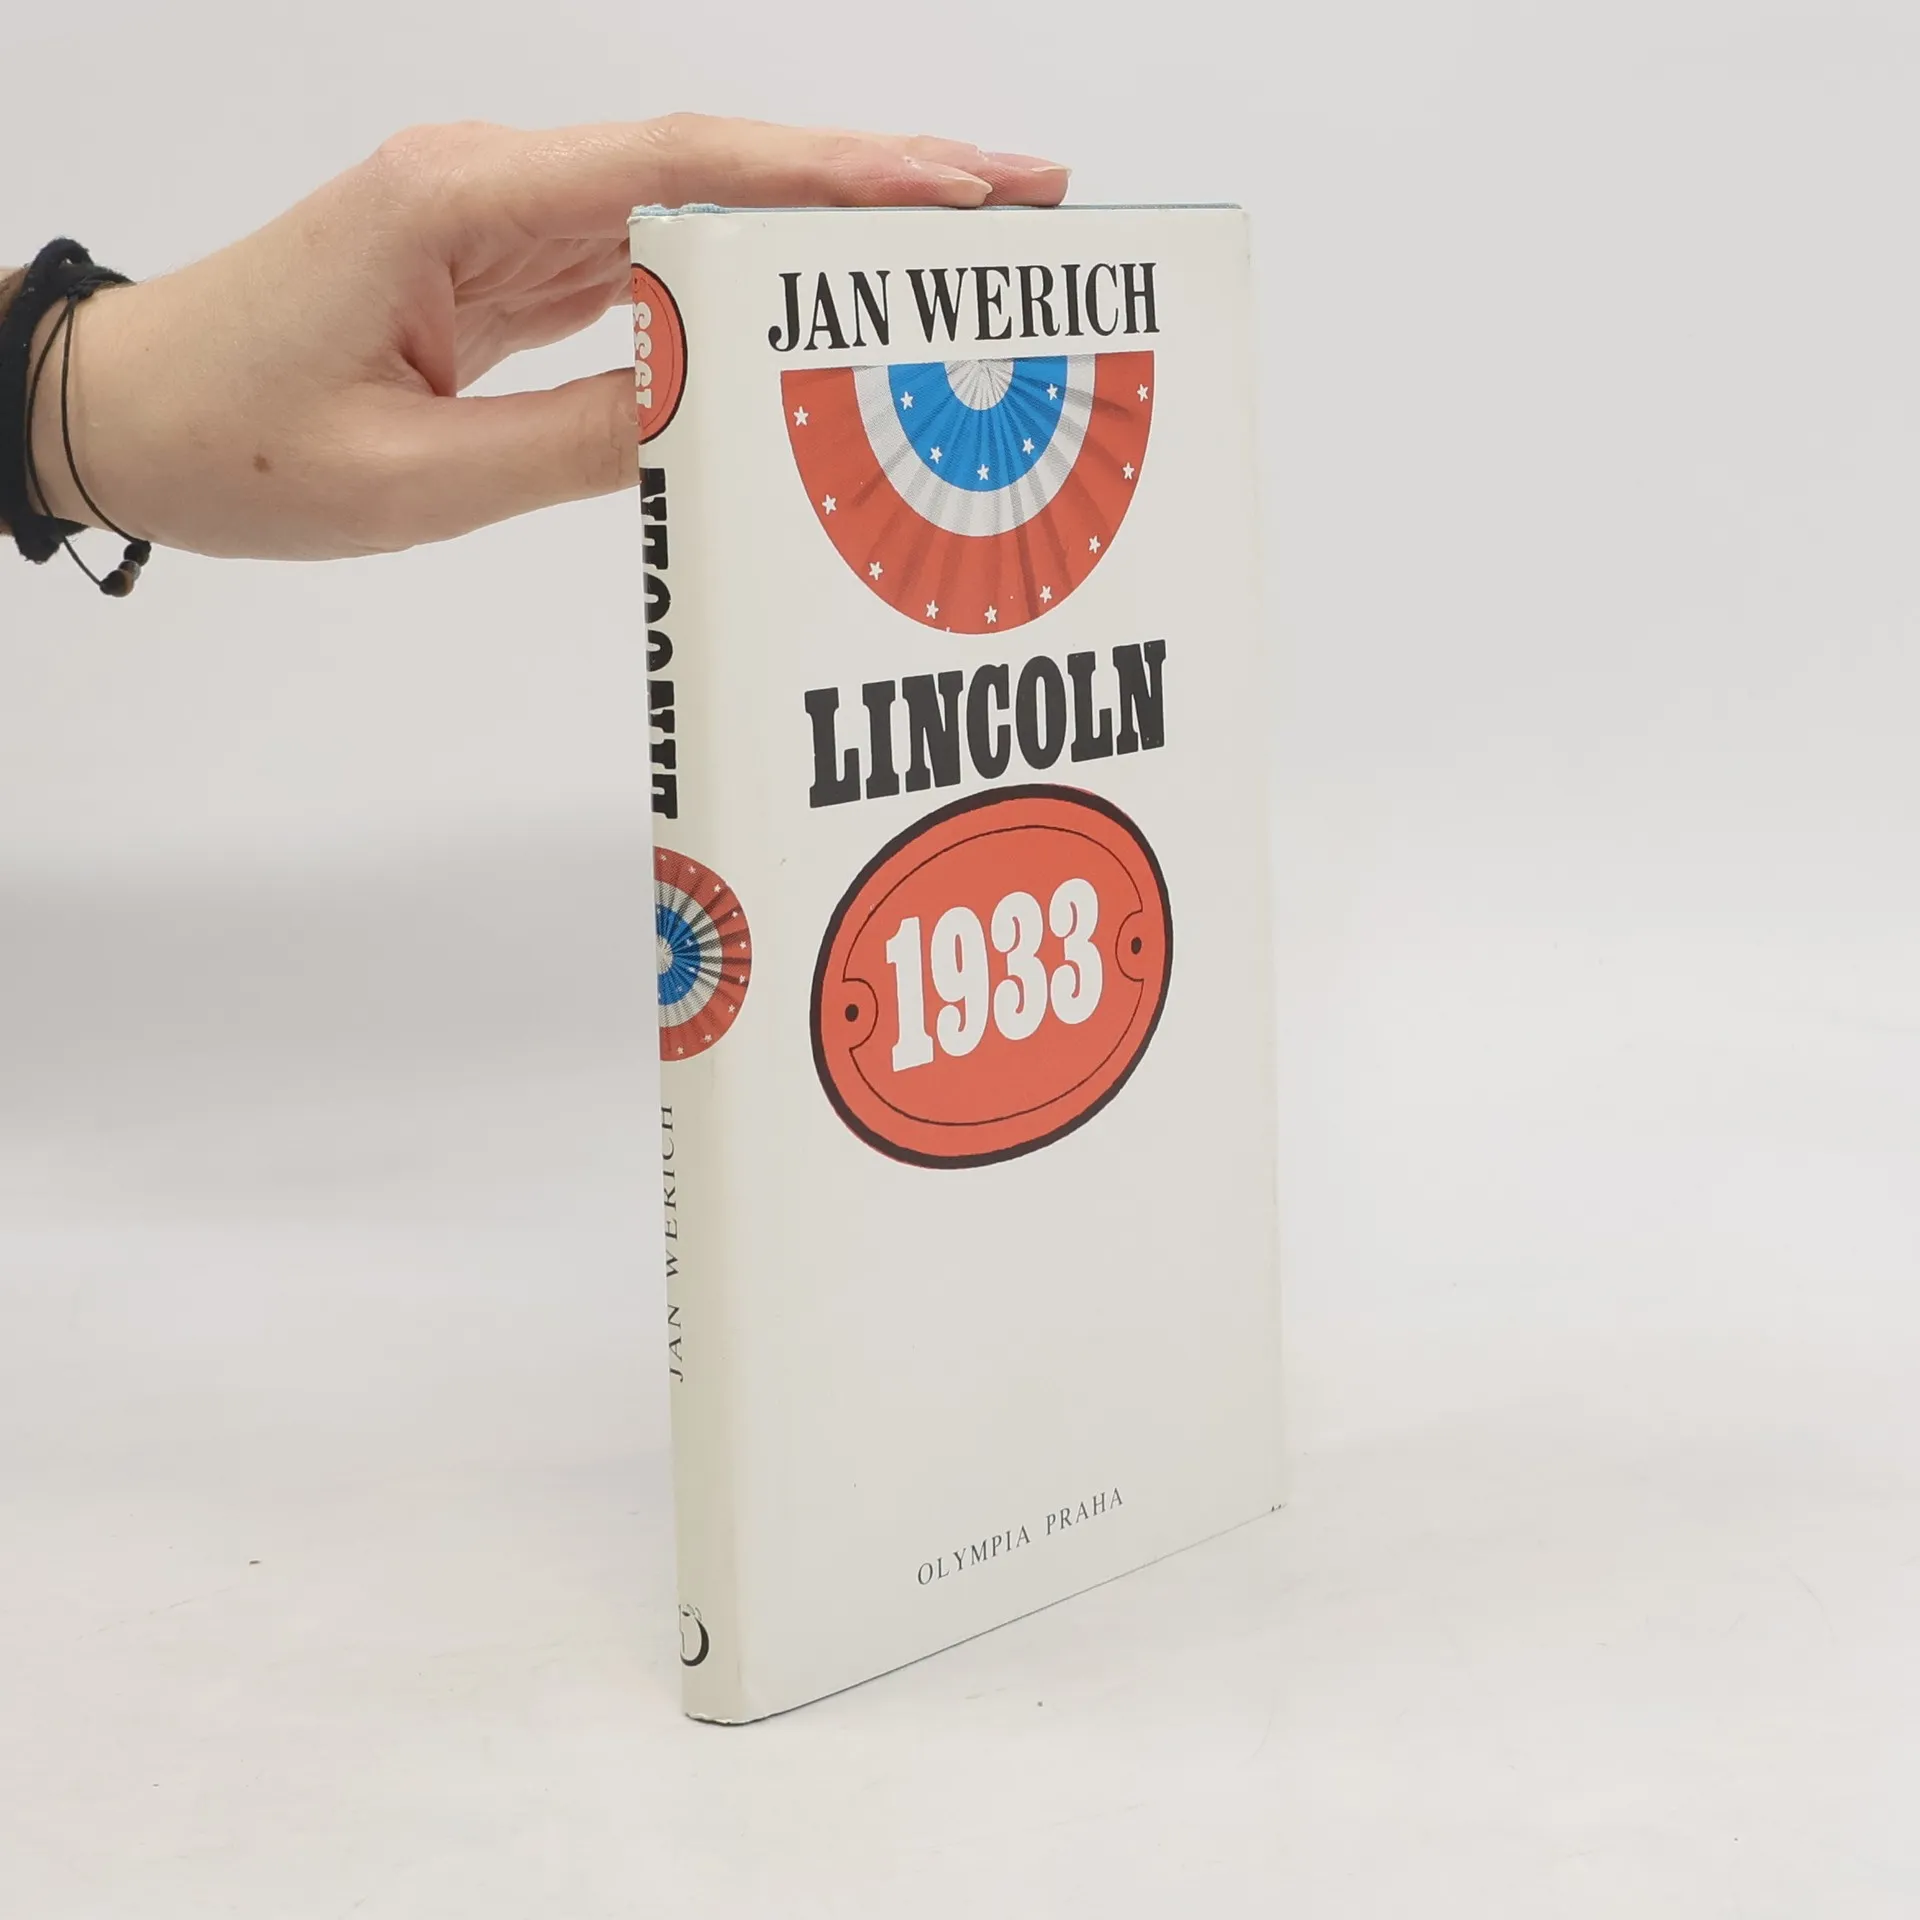 JAN WERICH
LINCOLN
1933
OLYMPIA PRAHA
JAN WERICH
LINCOLN
1933